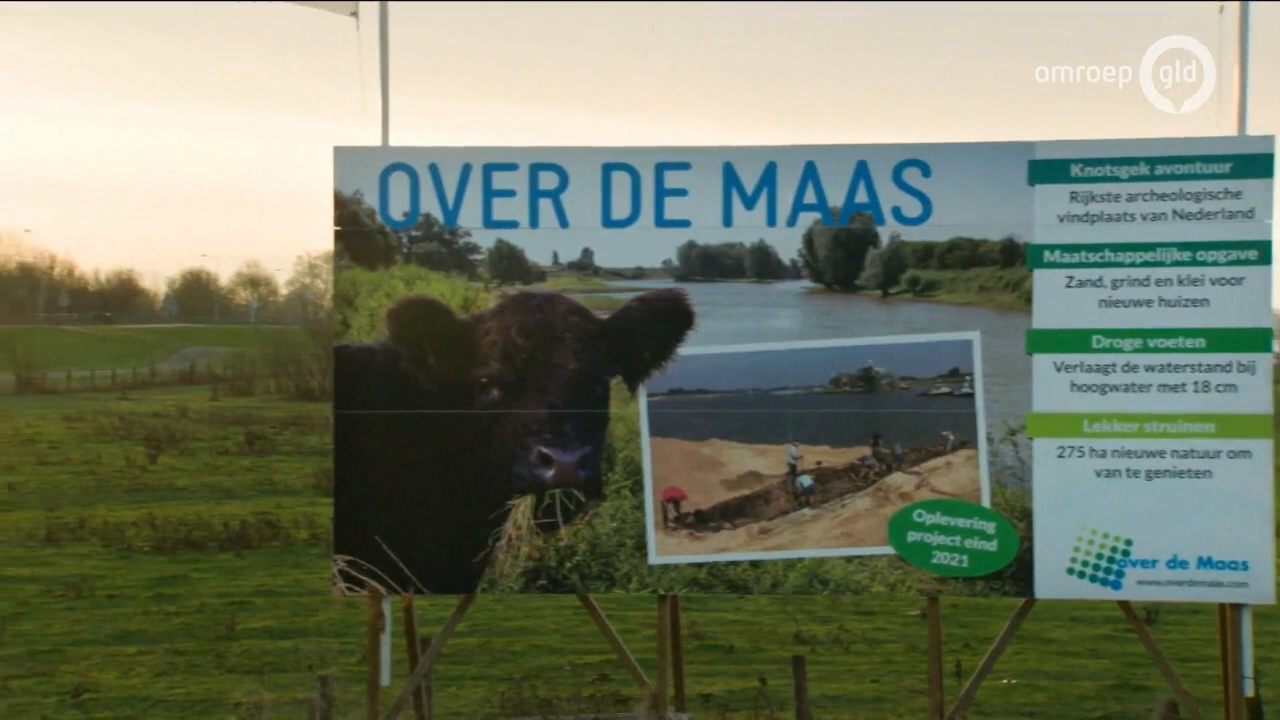 omroep gld
OVER DE MAAS
Knotsgek avontuur
Rijkste archeologische
vindplaats van Nederland
Maatschappelijke opgave
Zand, grind en klei voor
nieuwe huizen
Droge voeten
Verlaagt de waterstand bij
hoogwater met 18 cm
Lekker struinen
275 ha nieuwe natuur om
van te genieten
Oplevering
project eind
2021
over de Maas
www.overdemaas.com